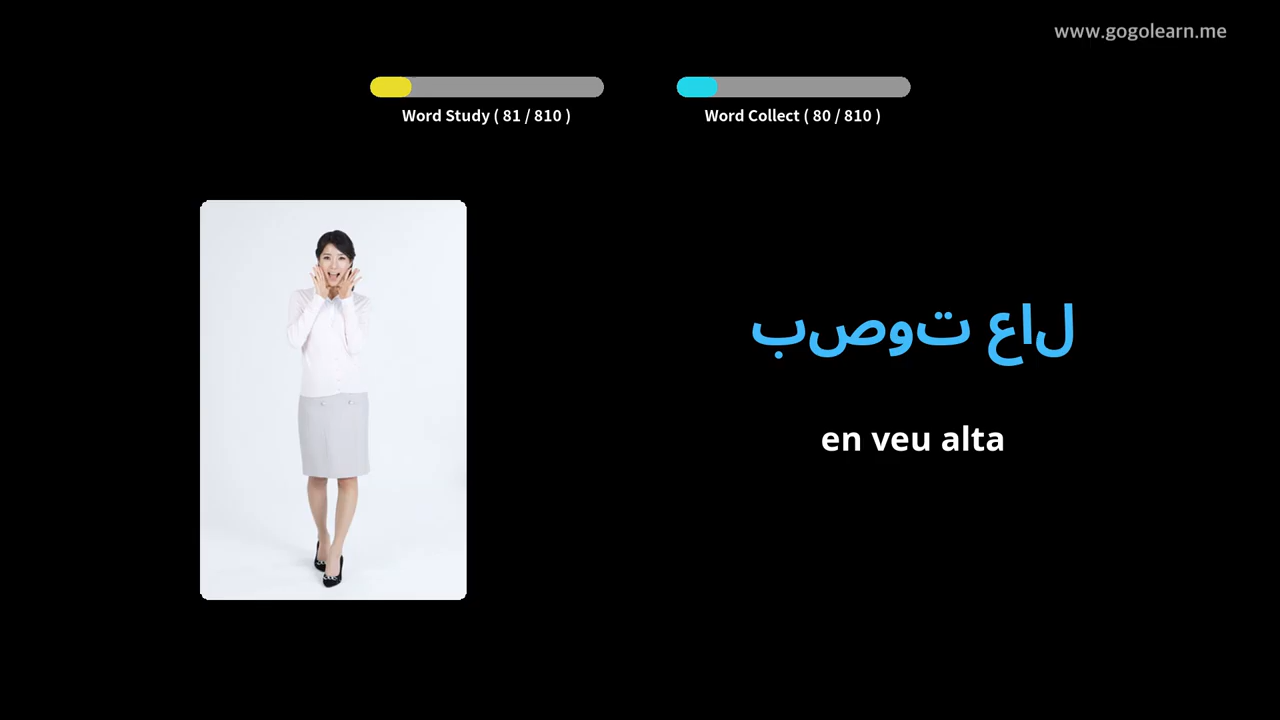 www.gogolearn.me
Word Study ( 81 / 810 )
Word Collect ( 80 / 810 )
بصوت عال
en veu alta